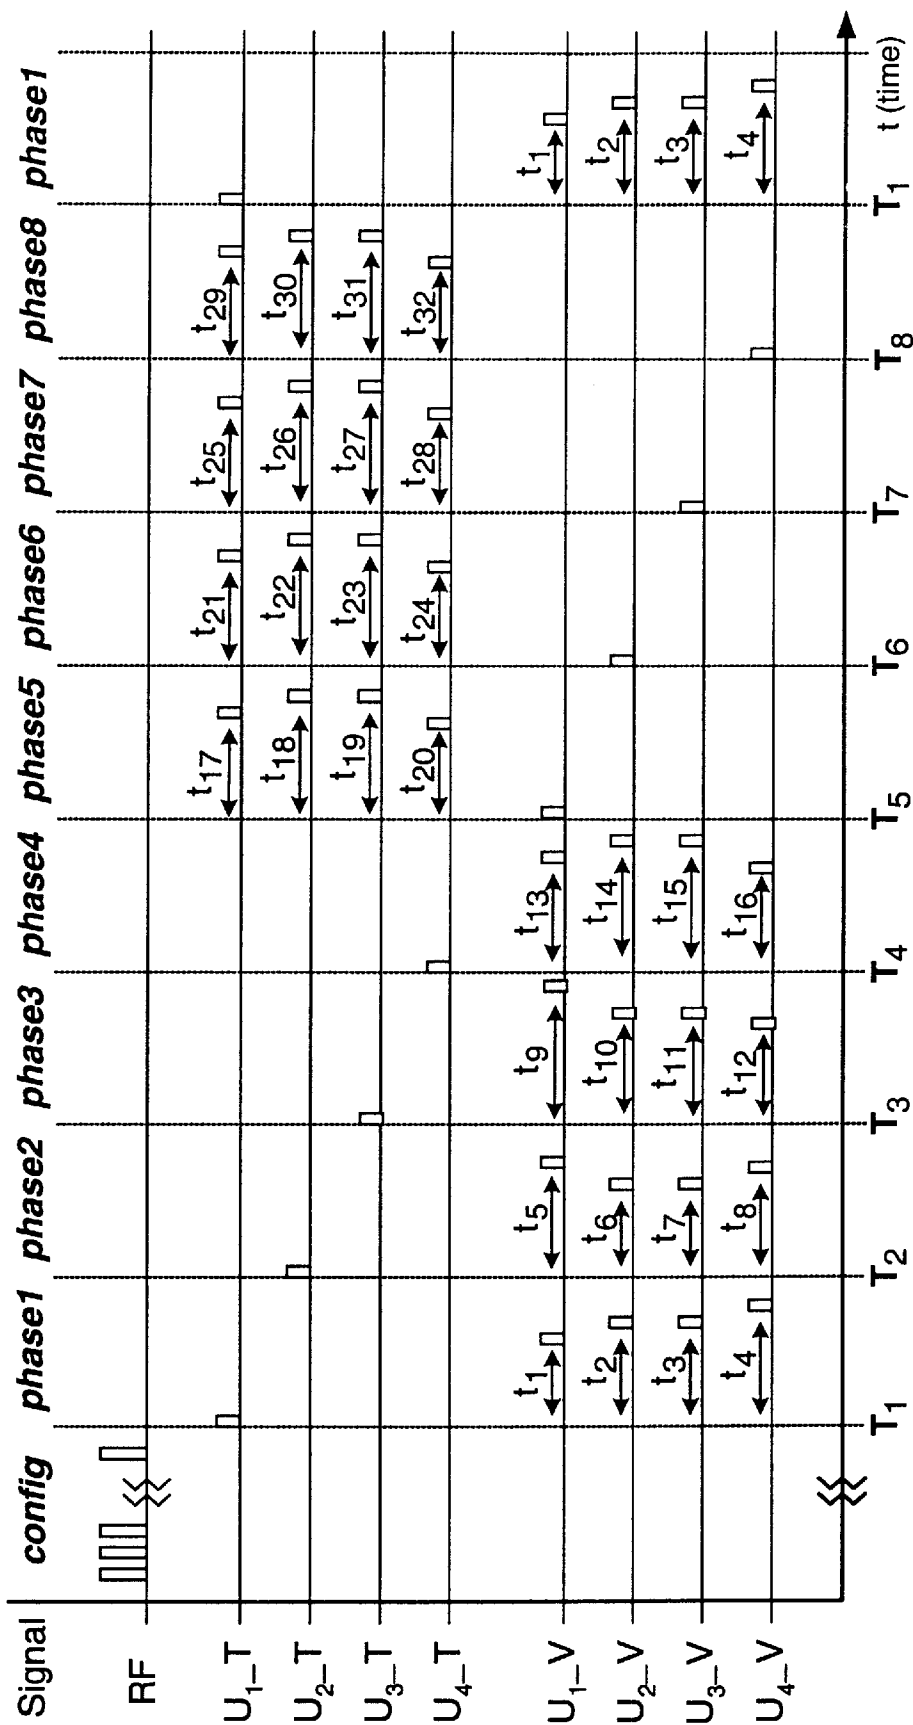 Signal config phase1 phase2 phase3 phase4 phase5 phase6 phase7 phase8 phase1
RF
U1_T t17 t21 t25 t29
U2_T t18 t22 t26 t30
U3_T t19 t23 t27 t31
U4_T t20 t24 t28 t32
U1_V t1 t5 t9 t13 t1
U2_V t2 t6 t10 t14 t2
U3_V t3 t7 t11 t15 t3
U4_V t4 t8 t12 t16 t4
T1 T2 T3 T4 T5 T6 T7 T8 T1 t (time)